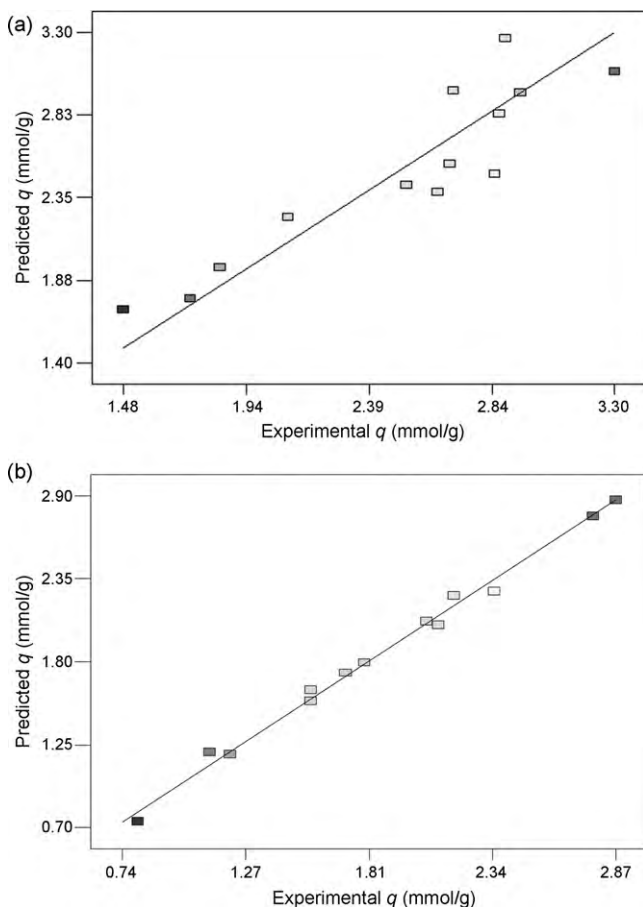 (a)
3.30
2.83
2.35
1.88
1.40
Predicted q (mmol/g)
1.48 1.94 2.39 2.84 3.30
Experimental q (mmol/g)
(b)
2.90
2.35
1.80
1.25
0.70
Predicted q (mmol/g)
0.74 1.27 1.81 2.34 2.87
Experimental q (mmol/g)